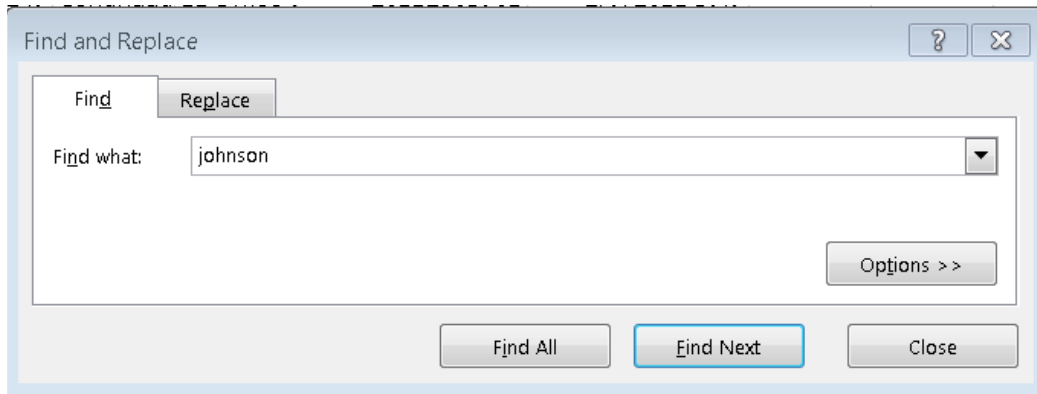 Find and Replace
Find Replace
Find what: johnson
Options >>
Find All Find Next Close